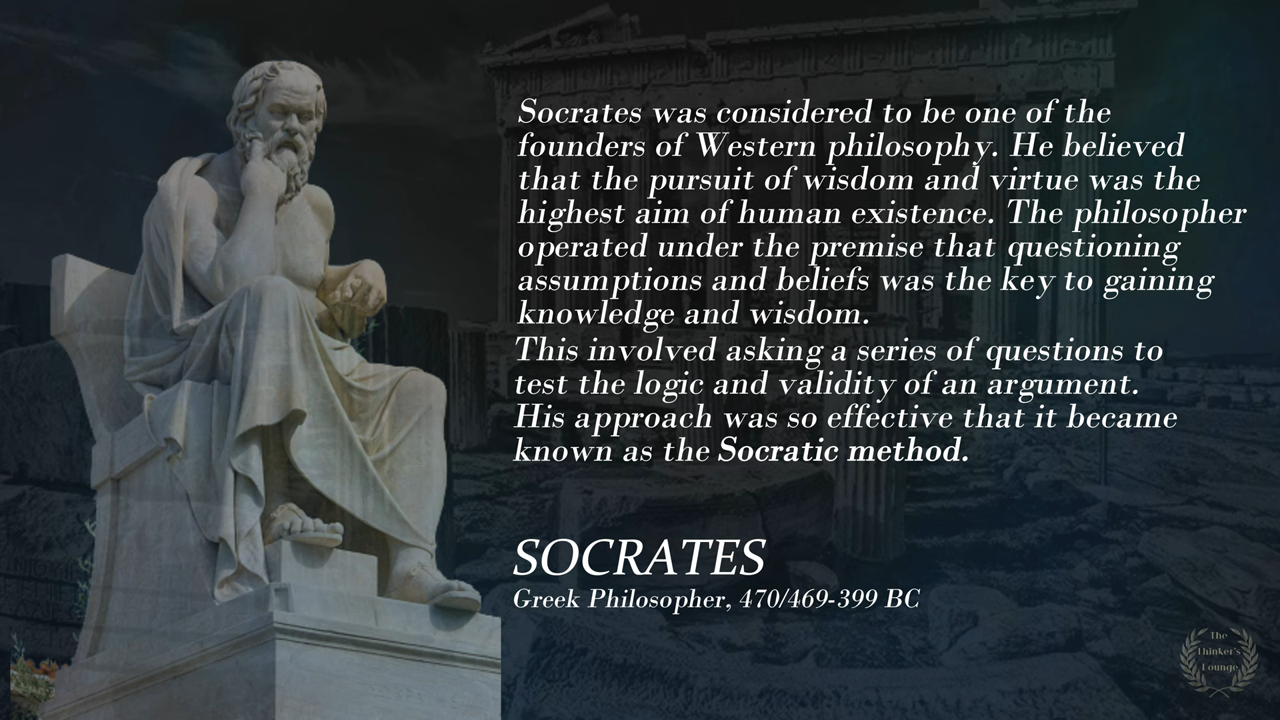 Socrates was considered to be one of the
founders of Western philosophy. He believed
that the pursuit of wisdom and virtue was the
highest aim of human existence. The philosopher
operated under the premise that questioning
assumptions and beliefs was the key to gaining
knowledge and wisdom.
This involved asking a series of questions to
test the logic and validity of an argument.
His approach was so effective that it became
known as the Socratic method.
SOCRATES
Greek Philosopher, 470/469-399 BC
The
Thinker's
Lounge